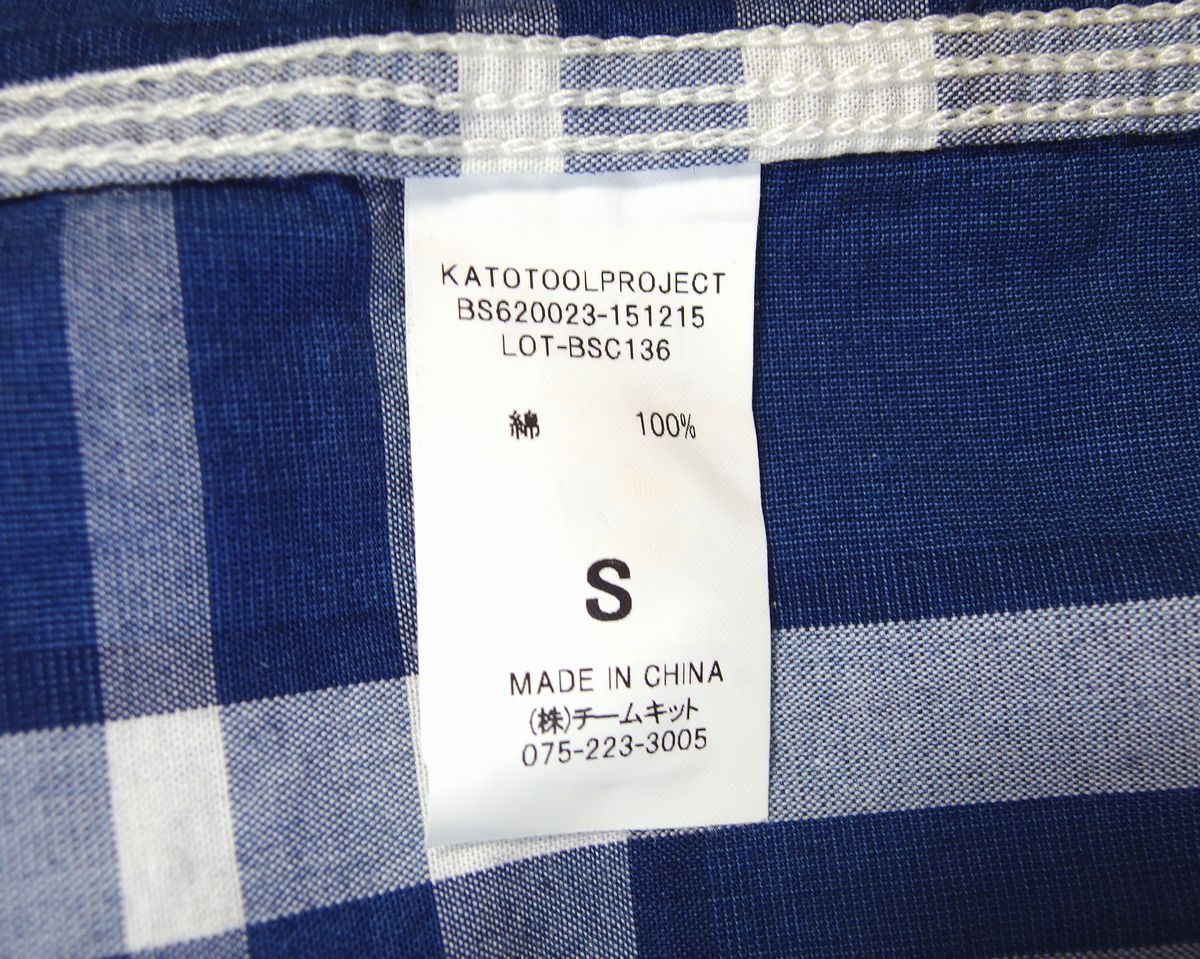 KATOTOOLPROJECT
BS620023-151215
LOT-BSC136
綿 100%
S
MADE IN CHINA
(株)チームキット
075-223-3005